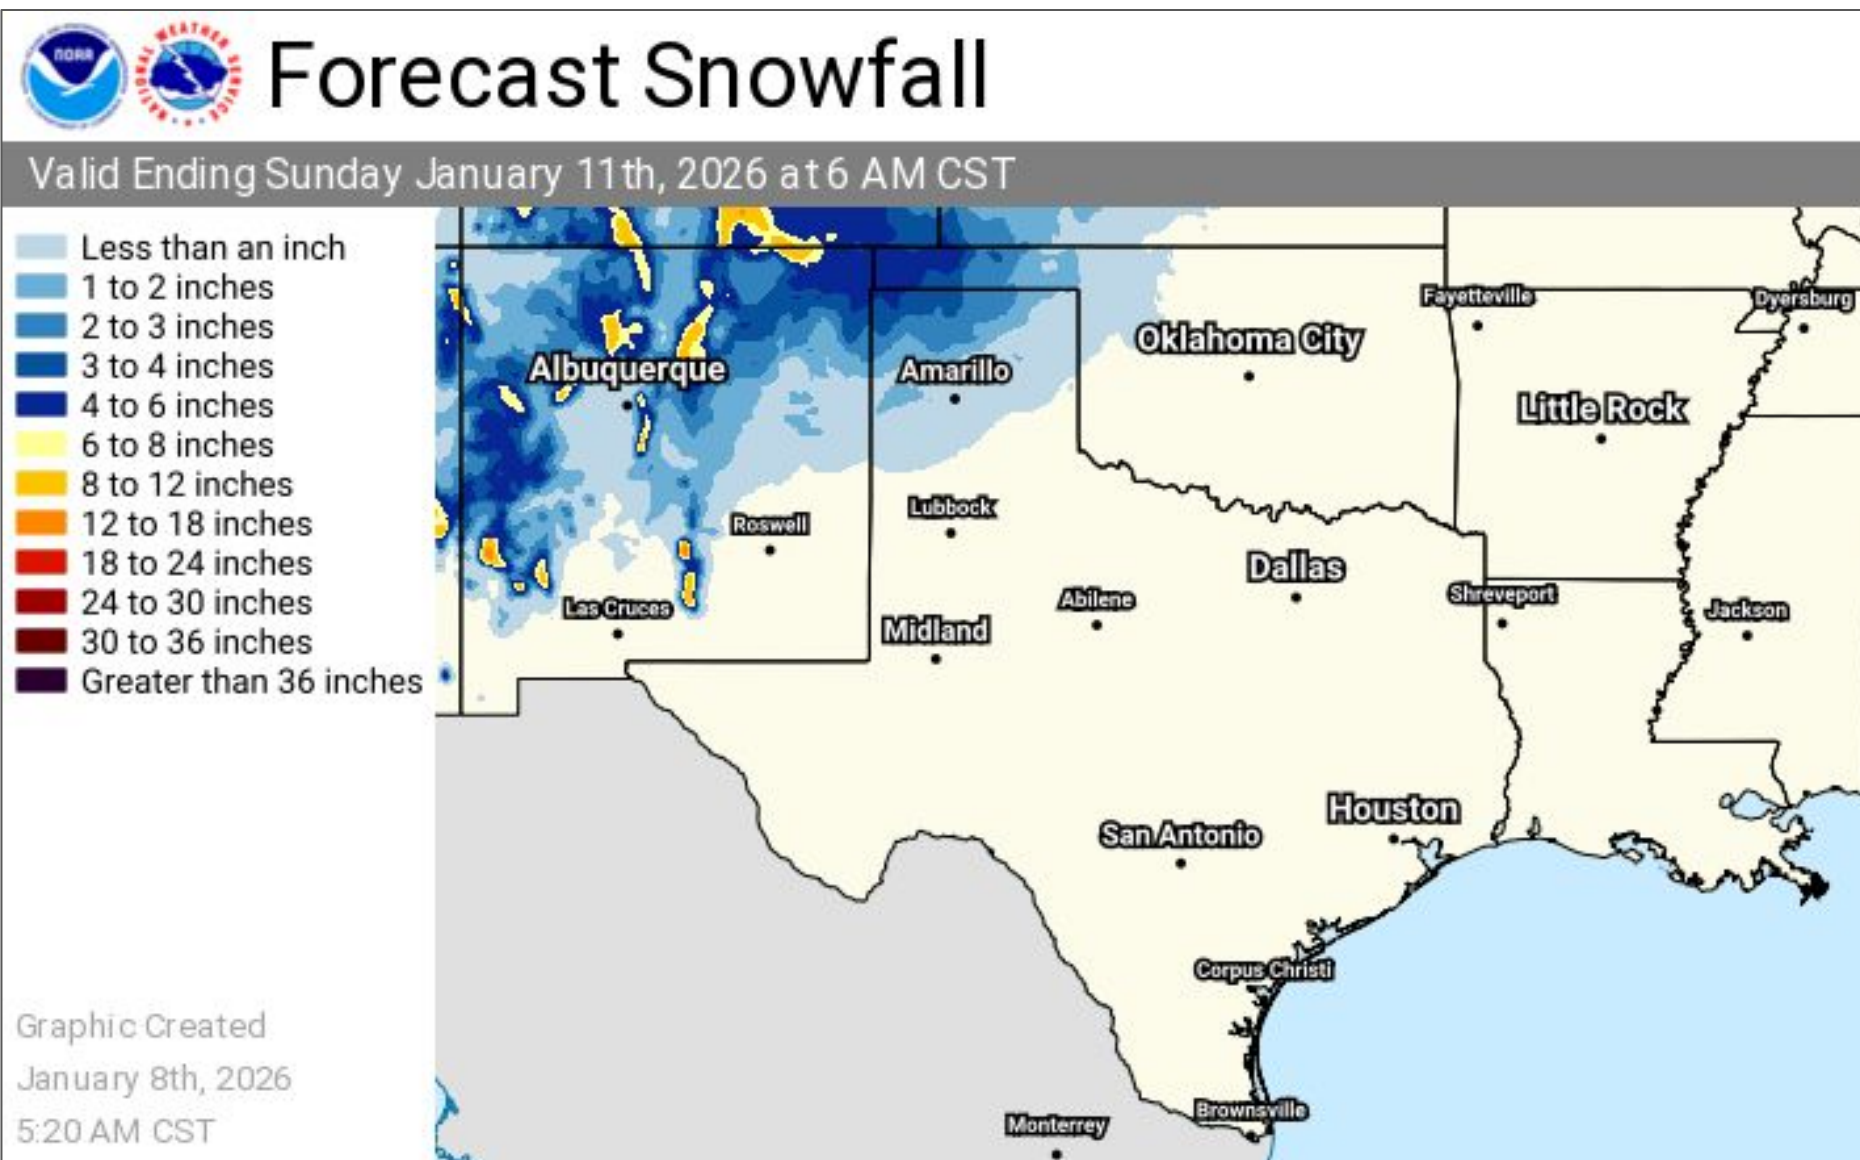 NOAA
NATIONAL WEATHER SERVICE
Forecast Snowfall
Valid Ending Sunday January 11th, 2026 at 6 AM CST
Less than an inch
1 to 2 inches
2 to 3 inches
3 to 4 inches
4 to 6 inches
6 to 8 inches
8 to 12 inches
12 to 18 inches
18 to 24 inches
24 to 30 inches
30 to 36 inches
Greater than 36 inches
Fayetteville
Dyersburg
Oklahoma City
Albuquerque
Amarillo
Little Rock
Lubbock
Roswell
Dallas
Shreveport
Abilene
Las Cruces
Jackson
Midland
Houston
San Antonio
Corpus Christi
Brownsville
Monterrey
Graphic Created
January 8th, 2026
5:20 AM CST